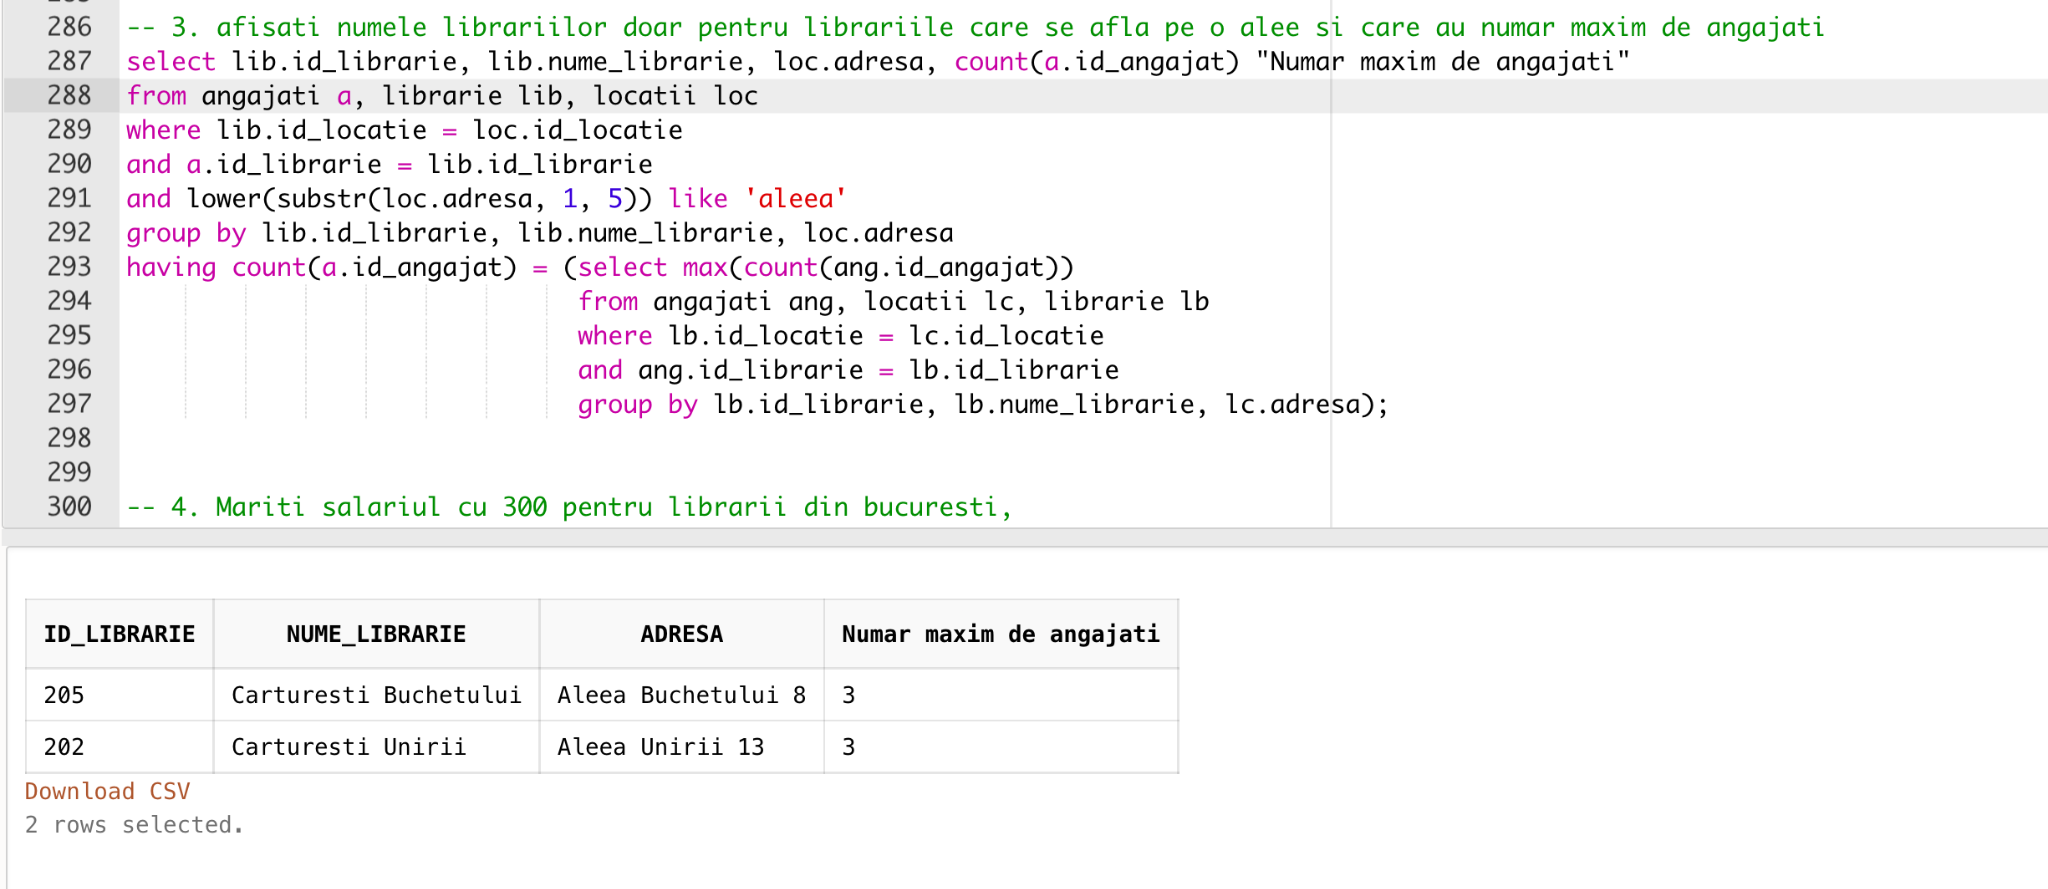 286 -- 3. afisati numele librariilor doar pentru librariile care se afla pe o alee si care au numar maxim de angajati
287 select lib.id_librarie, lib.nume_librarie, loc.adresa, count(a.id_angajat) "Numar maxim de angajati"
288 from angajati a, librarie lib, locatii loc
289 where lib.id_locatie = loc.id_locatie
290 and a.id_librarie = lib.id_librarie
291 and lower(substr(loc.adresa, 1, 5)) like 'aleea'
292 group by lib.id_librarie, lib.nume_librarie, loc.adresa
293 having count(a.id_angajat) = (select max(count(ang.id_angajat))
294 from angajati ang, locatii lc, librarie lb
295 where lb.id_locatie = lc.id_locatie
296 and ang.id_librarie = lb.id_librarie
297 group by lb.id_librarie, lb.nume_librarie, lc.adresa);
298
299
300 -- 4. Mariti salariul cu 300 pentru librarii din bucuresti,
ID_LIBRARIE NUME_LIBRARIE ADRESA Numar maxim de angajati
205 Carturesti Buchetului Aleea Buchetului 8 3
202 Carturesti Unirii Aleea Unirii 13 3
Download CSV
2 rows selected.